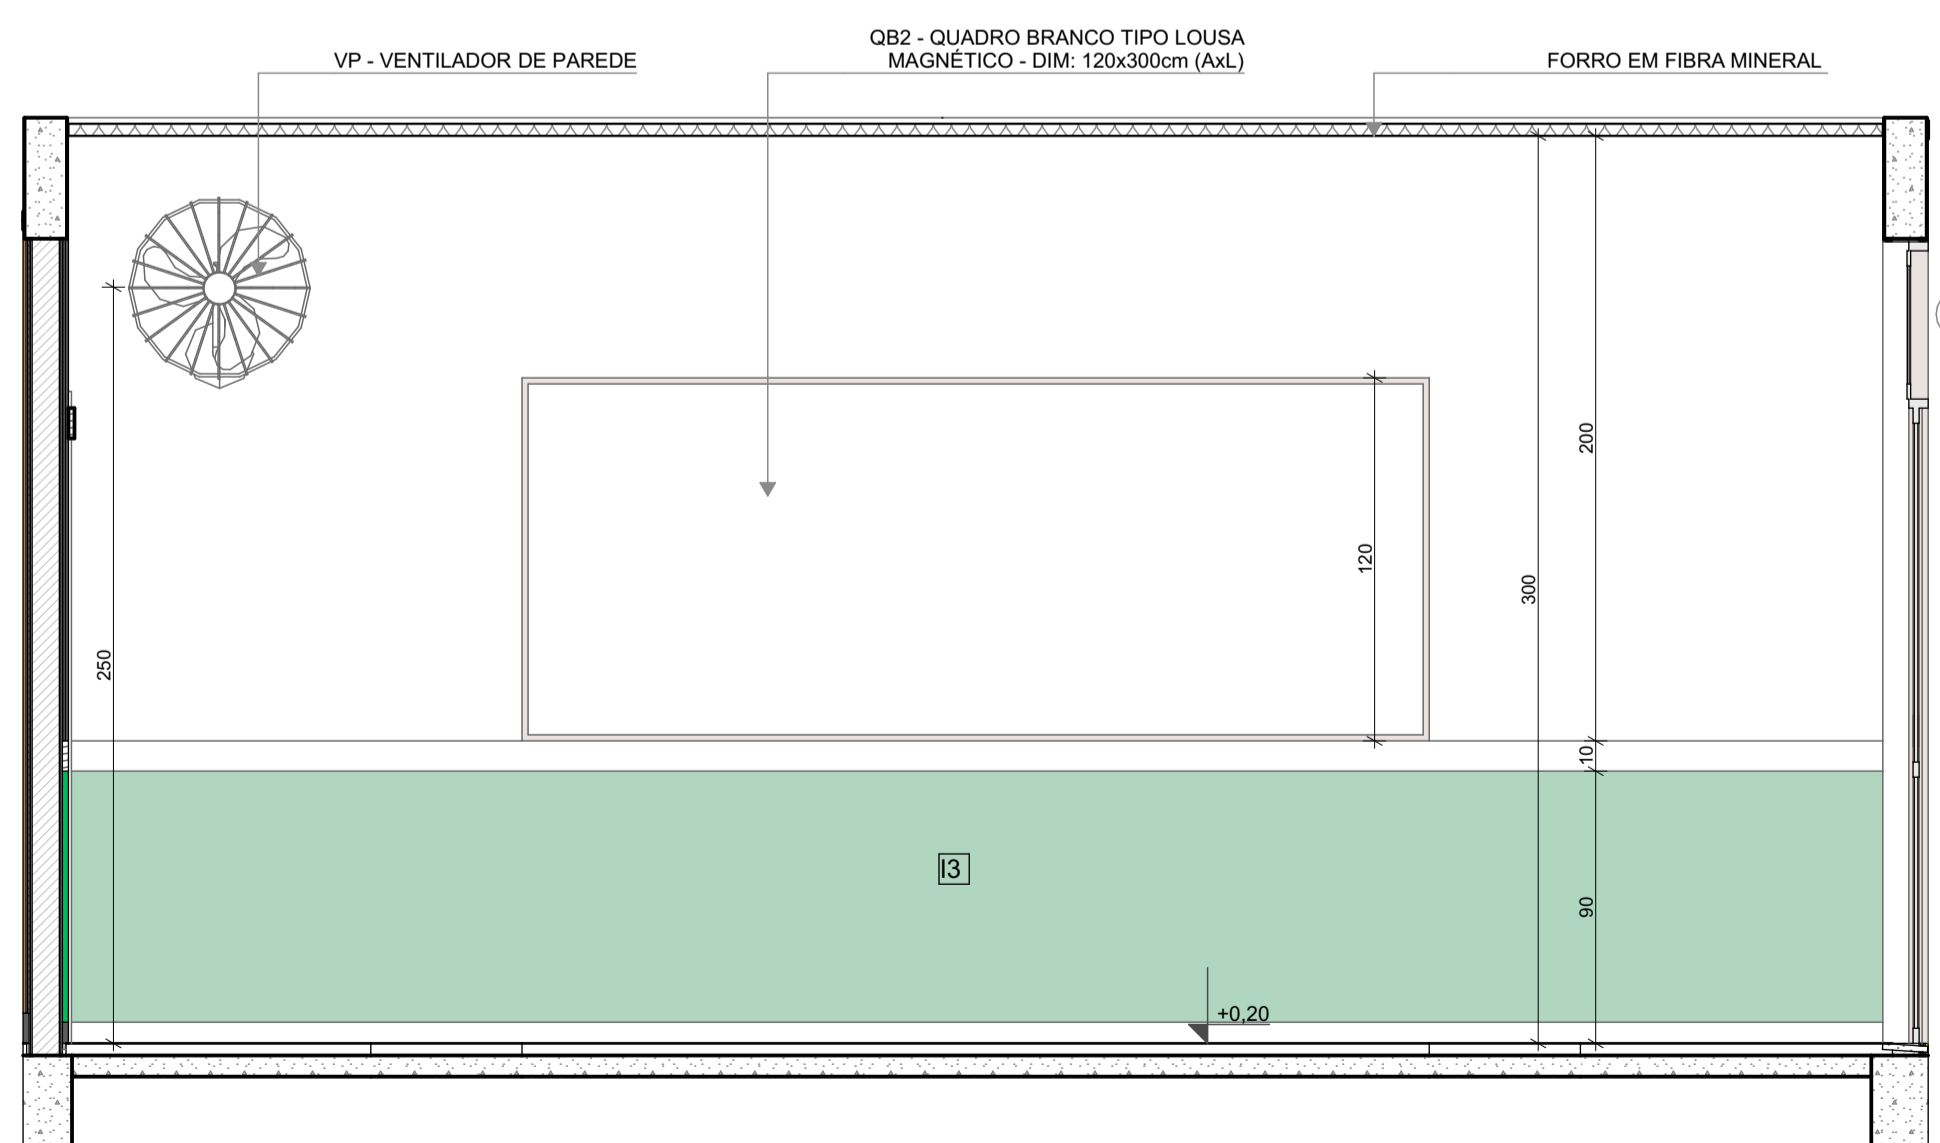 VP - VENTILADOR DE PAREDE
QB2 - QUADRO BRANCO TIPO LOUSA
MAGNÉTICO - DIM: 120x300cm (AxL)
FORRO EM FIBRA MINERAL
200
120
300
250
10
I3
90
+0,20